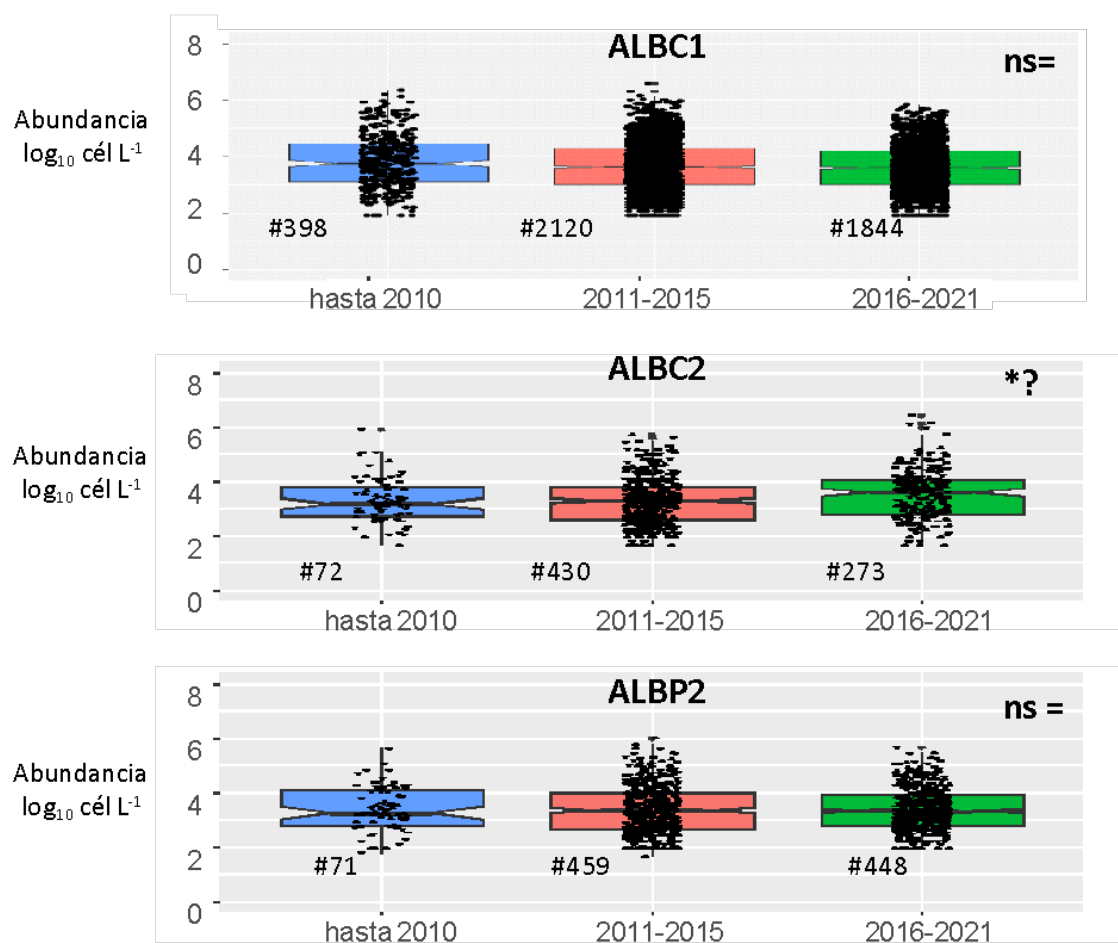 ALBC1
ns=
Abundancia
log₁₀ cél L⁻¹
8
6
4
2
0
#398
#2120
#1844
hasta 2010
2011-2015
2016-2021
ALBC2
*?
Abundancia
log₁₀ cél L⁻¹
8
6
4
2
0
#72
#430
#273
hasta 2010
2011-2015
2016-2021
ALBP2
ns =
Abundancia
log₁₀ cél L⁻¹
8
6
4
2
0
#71
#459
#448
hasta 2010
2011-2015
2016-2021